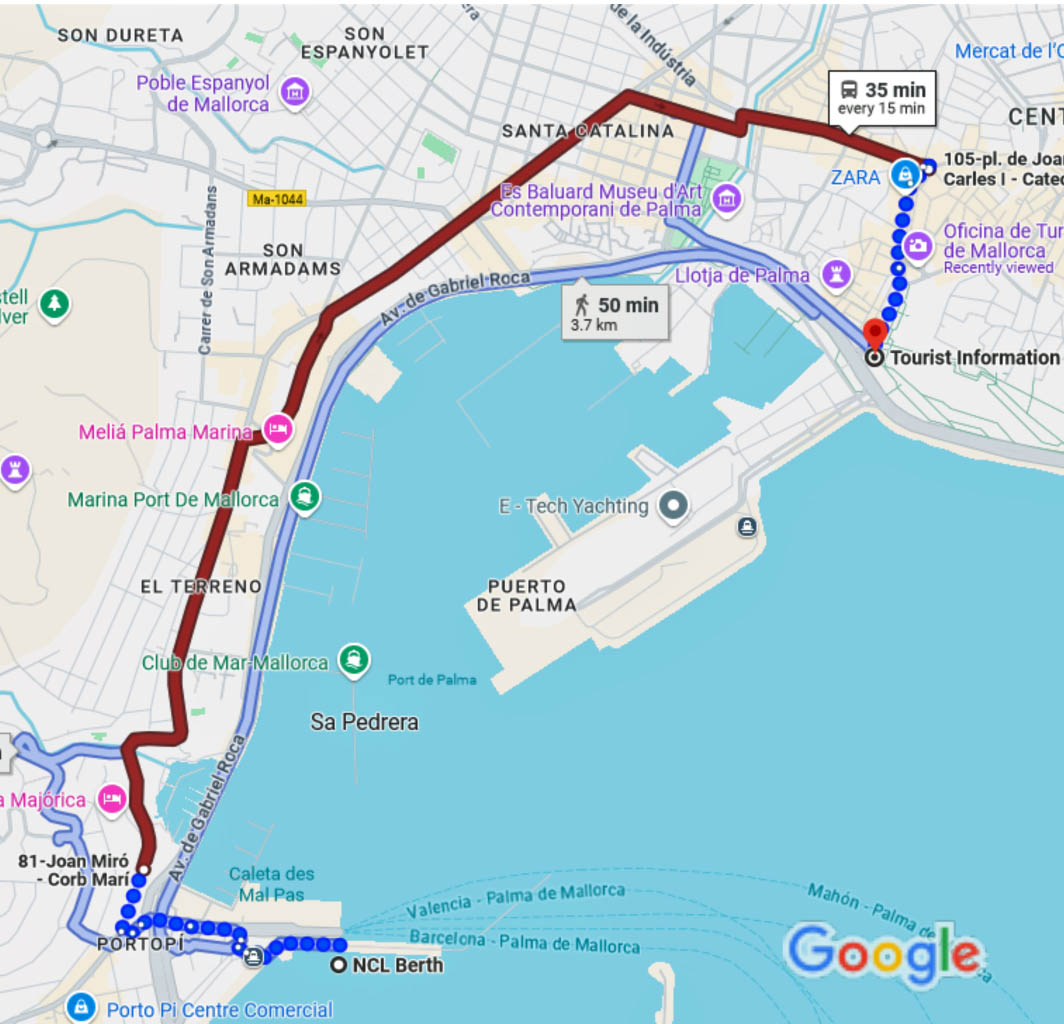 SON DURETA
SON
ESPANYOLET
de la Indústria
Mercat de l'
Poble Espanyol
de Mallorca
35 min
every 15 min
CENT
SANTA CATALINA
105-pl. de Joa
Carles I - Cated
ZARA
Ma-1044
Es Baluard Museu d'Art
Contemporani de Palma
Carrer de Son Armadans
SON
ARMADAMS
Oficina de Tur
de Mallorca
Recently viewed
Llotja de Palma
Av. de Gabriel Roca
stell
lver
50 min
3.7 km
Tourist Information
Meliá Palma Marina
Marina Port De Mallorca
E - Tech Yachting
EL TERRENO
PUERTO
DE PALMA
Club de Mar-Mallorca
Port de Palma
Sa Pedrera
Av. de Gabriel Roca
a Majórica
81-Joan Miró
- Corb Marí
Caleta des
Mal Pas
Valencia - Palma de Mallorca
Mahón - Palma de
ca
PORTOPÍ
Barcelona - Palma de Mallorca
Google
NCL Berth
Porto Pi Centre Comercial